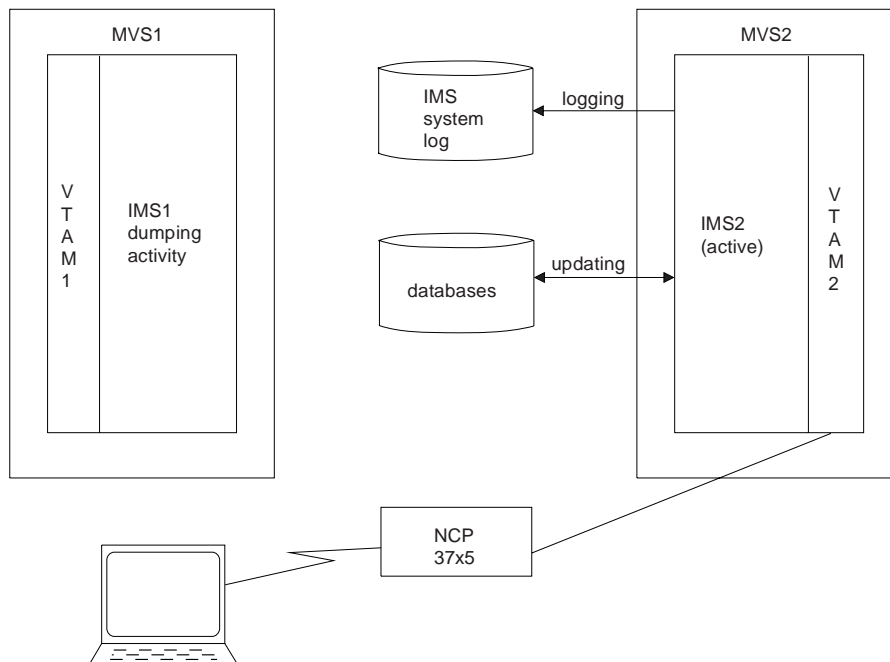 MVS1
V
T
A
M
1
IMS1
dumping
activity
IMS
system
log
logging
databases
updating
MVS2
IMS2
(active)
V
T
A
M
2
NCP
37x5